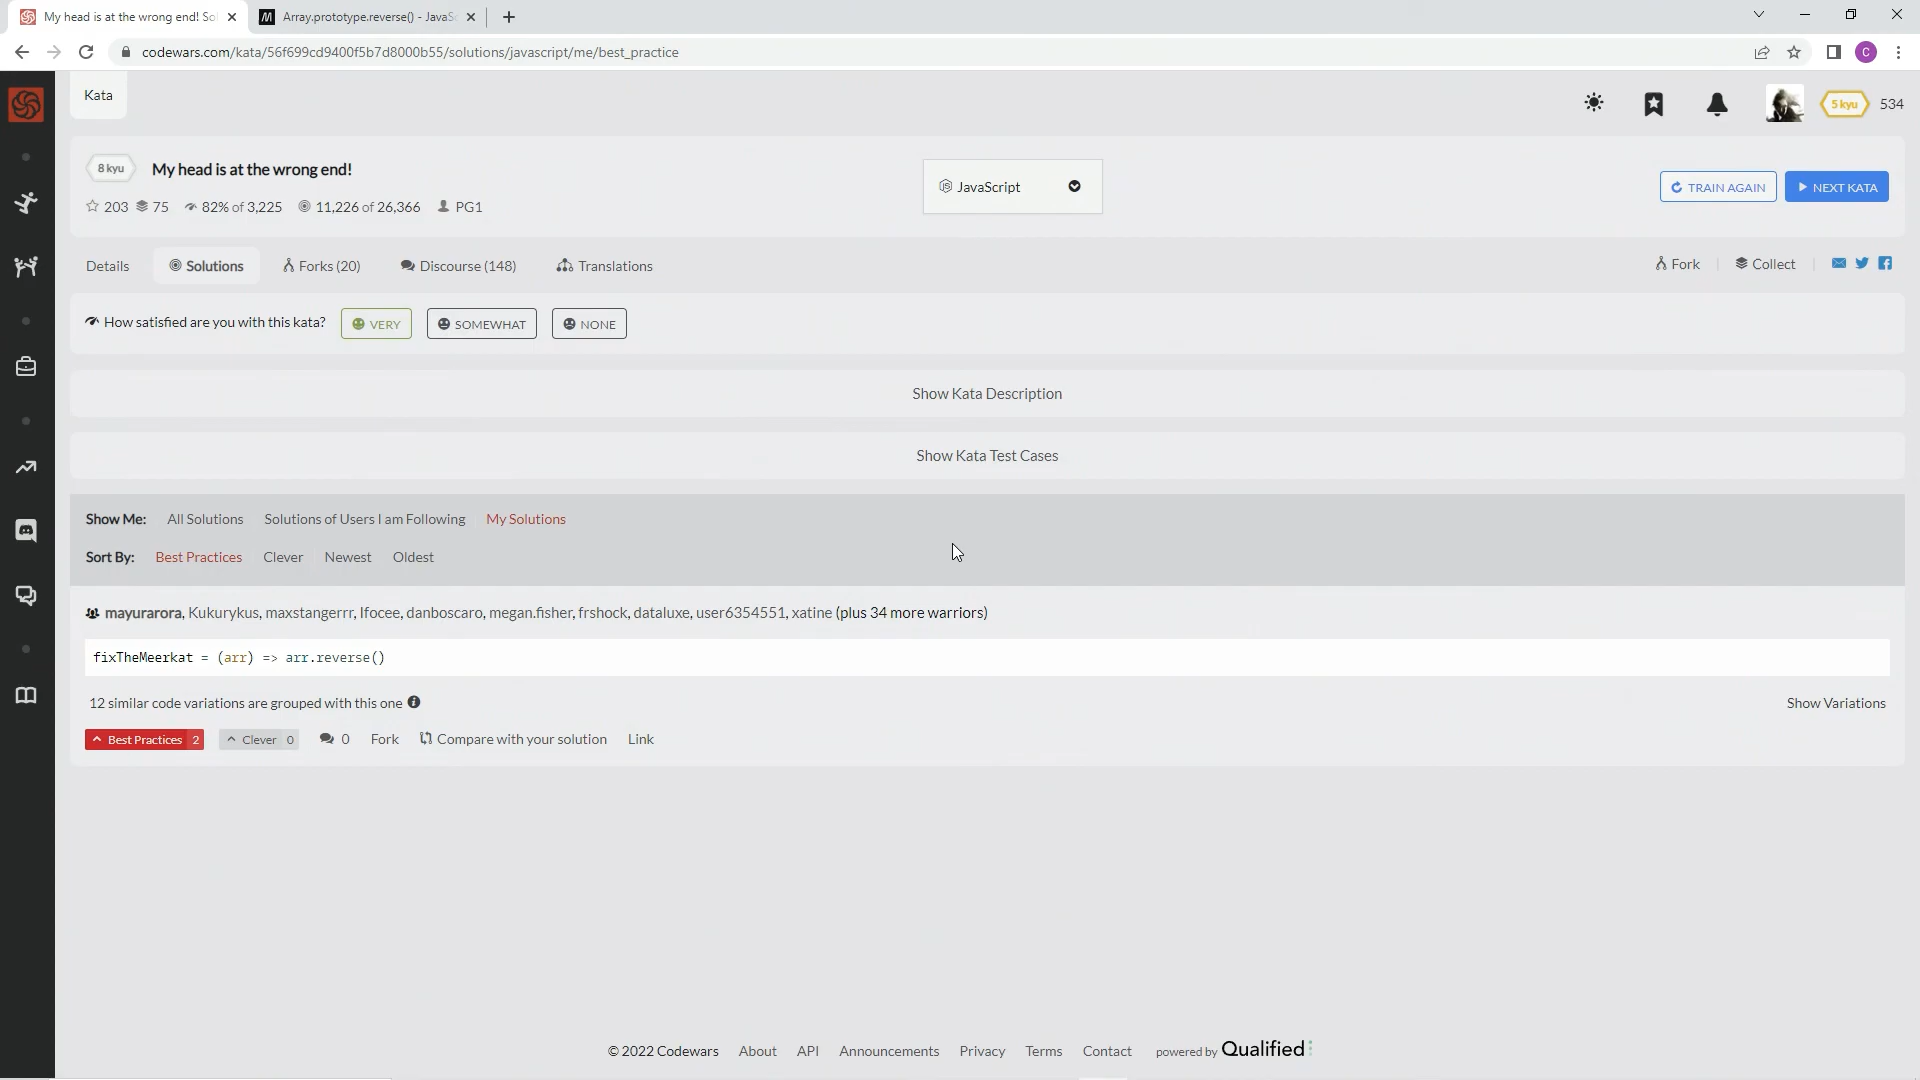 My head is at the wrong end! So
Array.prototype.reverse() - JavaSc
codewars.com/kata/56f699cd9400f5b7d8000b55/solutions/javascript/me/best_practice
C
Kata
5 kyu 534
8 kyu My head is at the wrong end!
203 75 82% of 3,225 11,226 of 26,366 PG1
JavaScript
TRAIN AGAIN NEXT KATA
Details Solutions Forks (20) Discourse (148) Translations
Fork Collect
How satisfied are you with this kata? VERY SOMEWHAT NONE
Show Kata Description
Show Kata Test Cases
Show Me: All Solutions Solutions of Users I am Following My Solutions
Sort By: Best Practices Clever Newest Oldest
mayurarora, Kukurykus, maxstangerrr, Ifocee, danboscaro, megan.fisher, frshock, dataluxe, user6354551, xatine (plus 34 more warriors)
fixTheMeerkat = (arr) => arr.reverse()
12 similar code variations are grouped with this one Show Variations
Best Practices 2 Clever 0 0 Fork Compare with your solution Link
© 2022 Codewars About API Announcements Privacy Terms Contact powered by Qualified